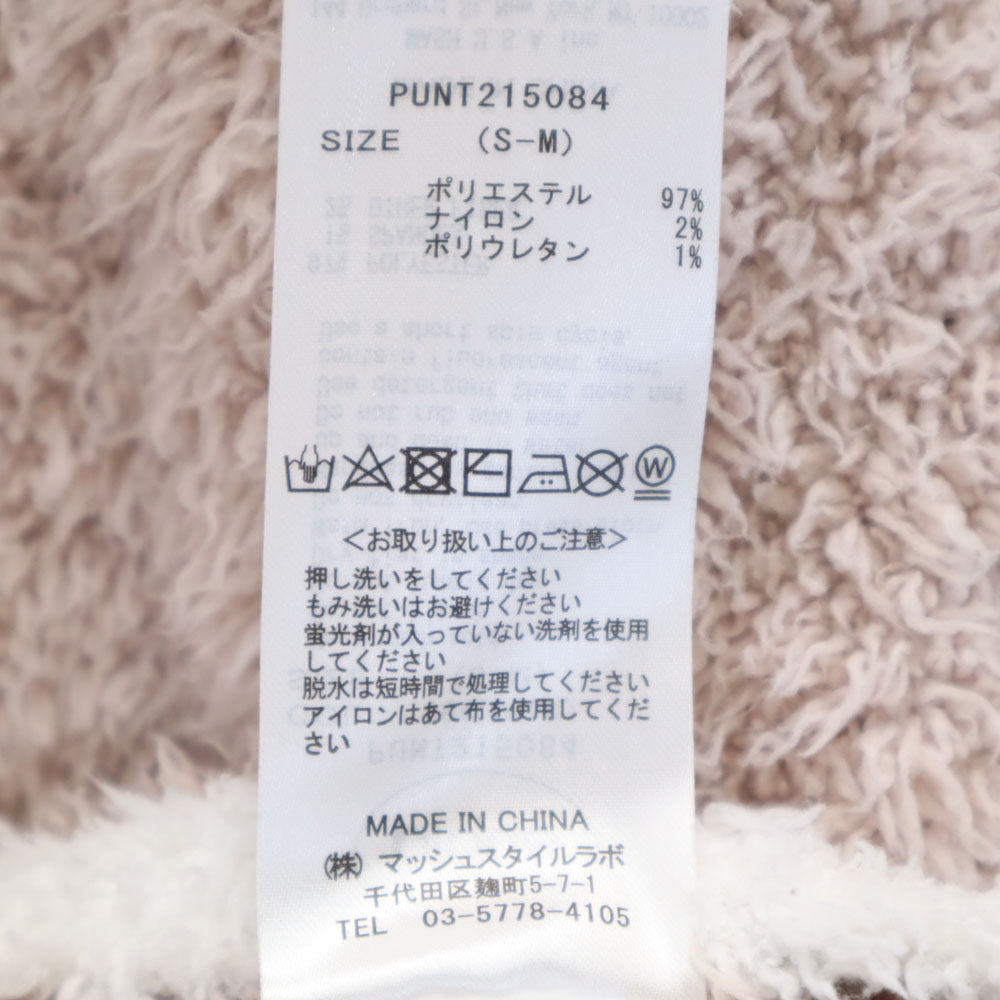 PUNT215084
SIZE (S-M)
ポリエステル 97%
ナイロン 2%
ポリウレタン 1%
W
<お取り扱い上のご注意>
押し洗いをしてください
もみ洗いはお避けください
蛍光剤が入っていない洗剤を使用
してください
脱水は短時間で処理してください
アイロンはあて布を使用してくだ
さい
MADE IN CHINA
(株) マッシュスタイルラボ
千代田区麹町5-7-1
TEL 03-5778-4105